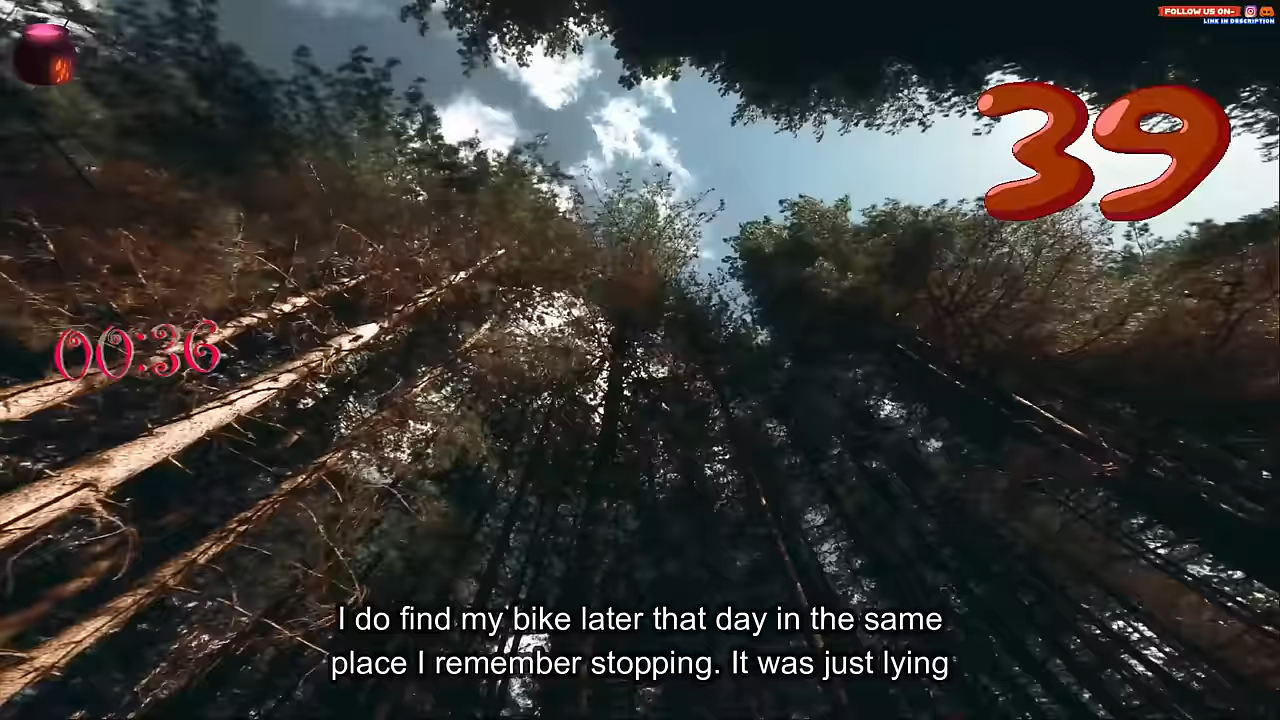 FOLLOW US ON-
LINK IN DESCRIPTION
39
00:36
I do find my bike later that day in the same
place I remember stopping. It was just lying